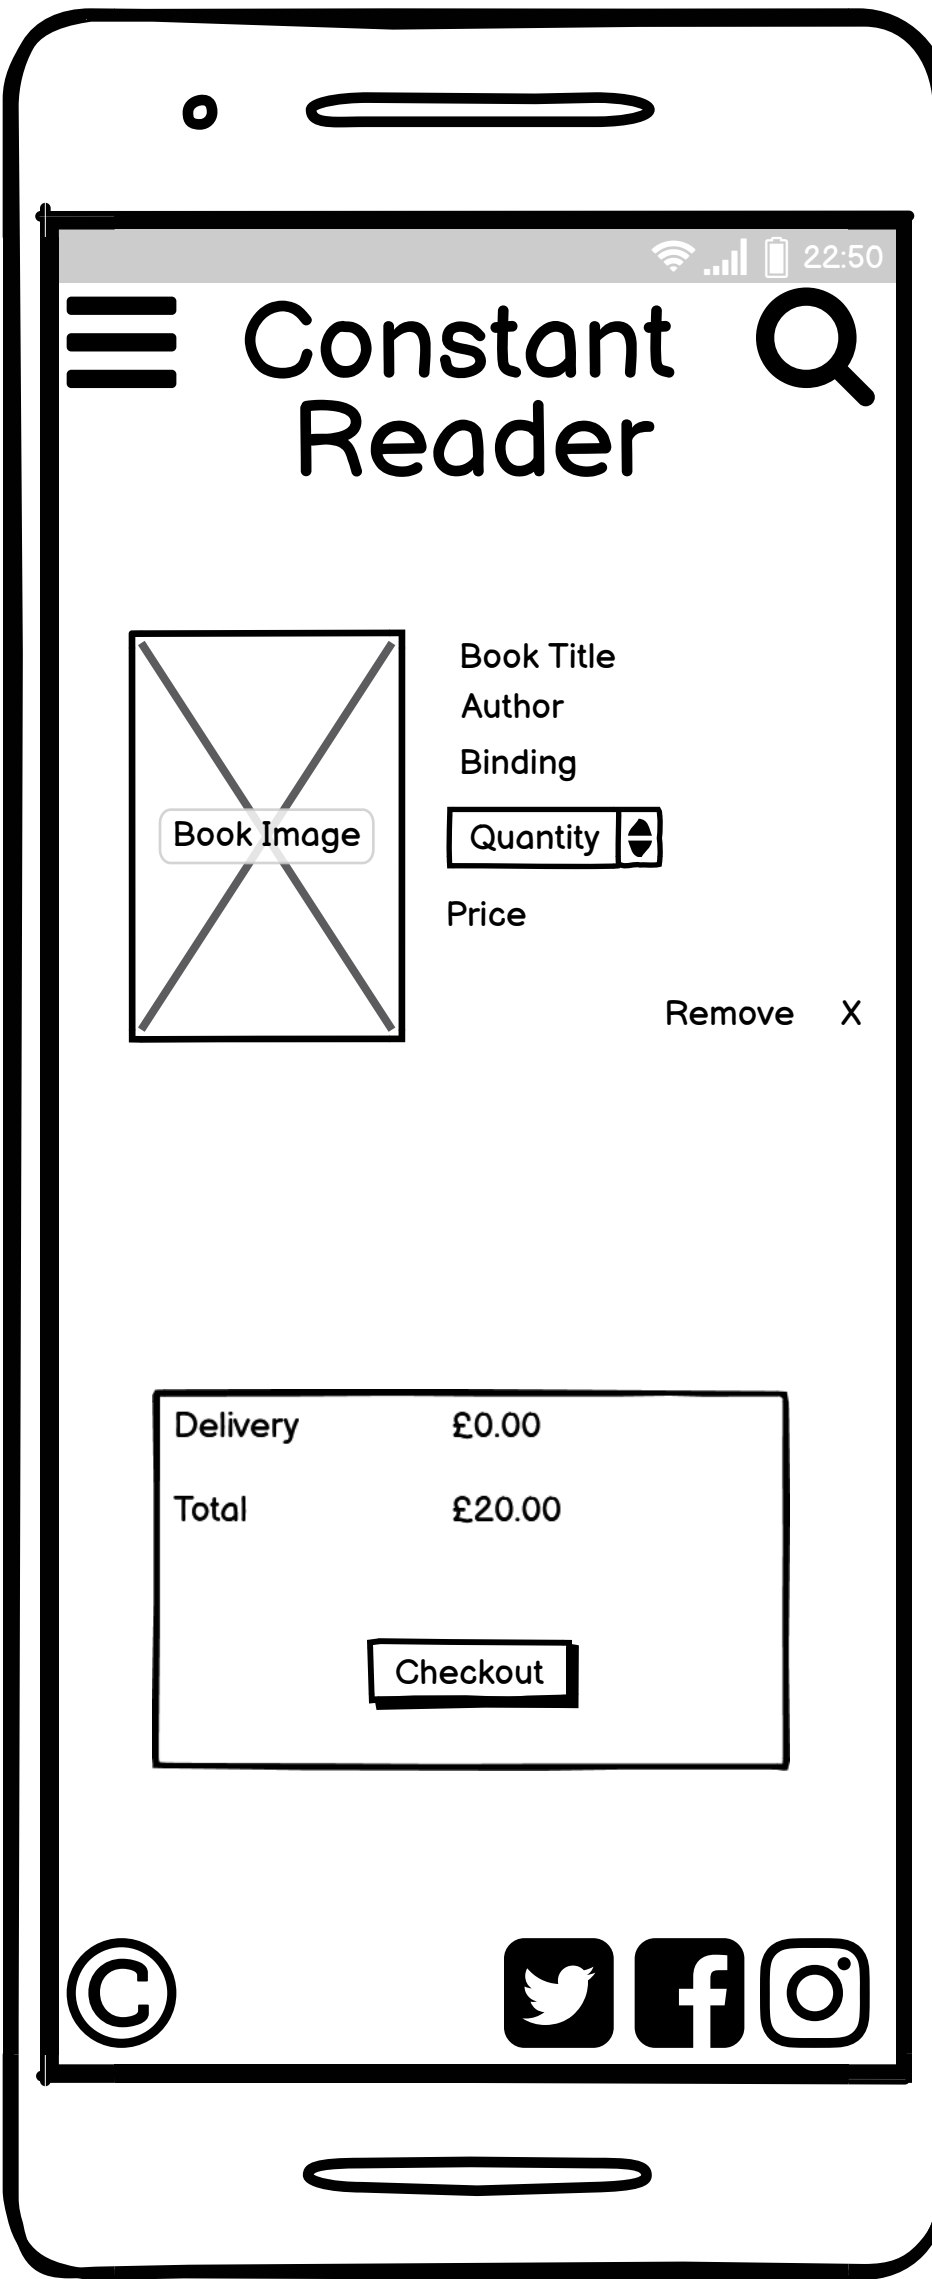 22:50
Constant
Reader
Book Title
Author
Binding
Book Image
Quantity
Price
Remove X
Delivery £0.00
Total £20.00
Checkout
©